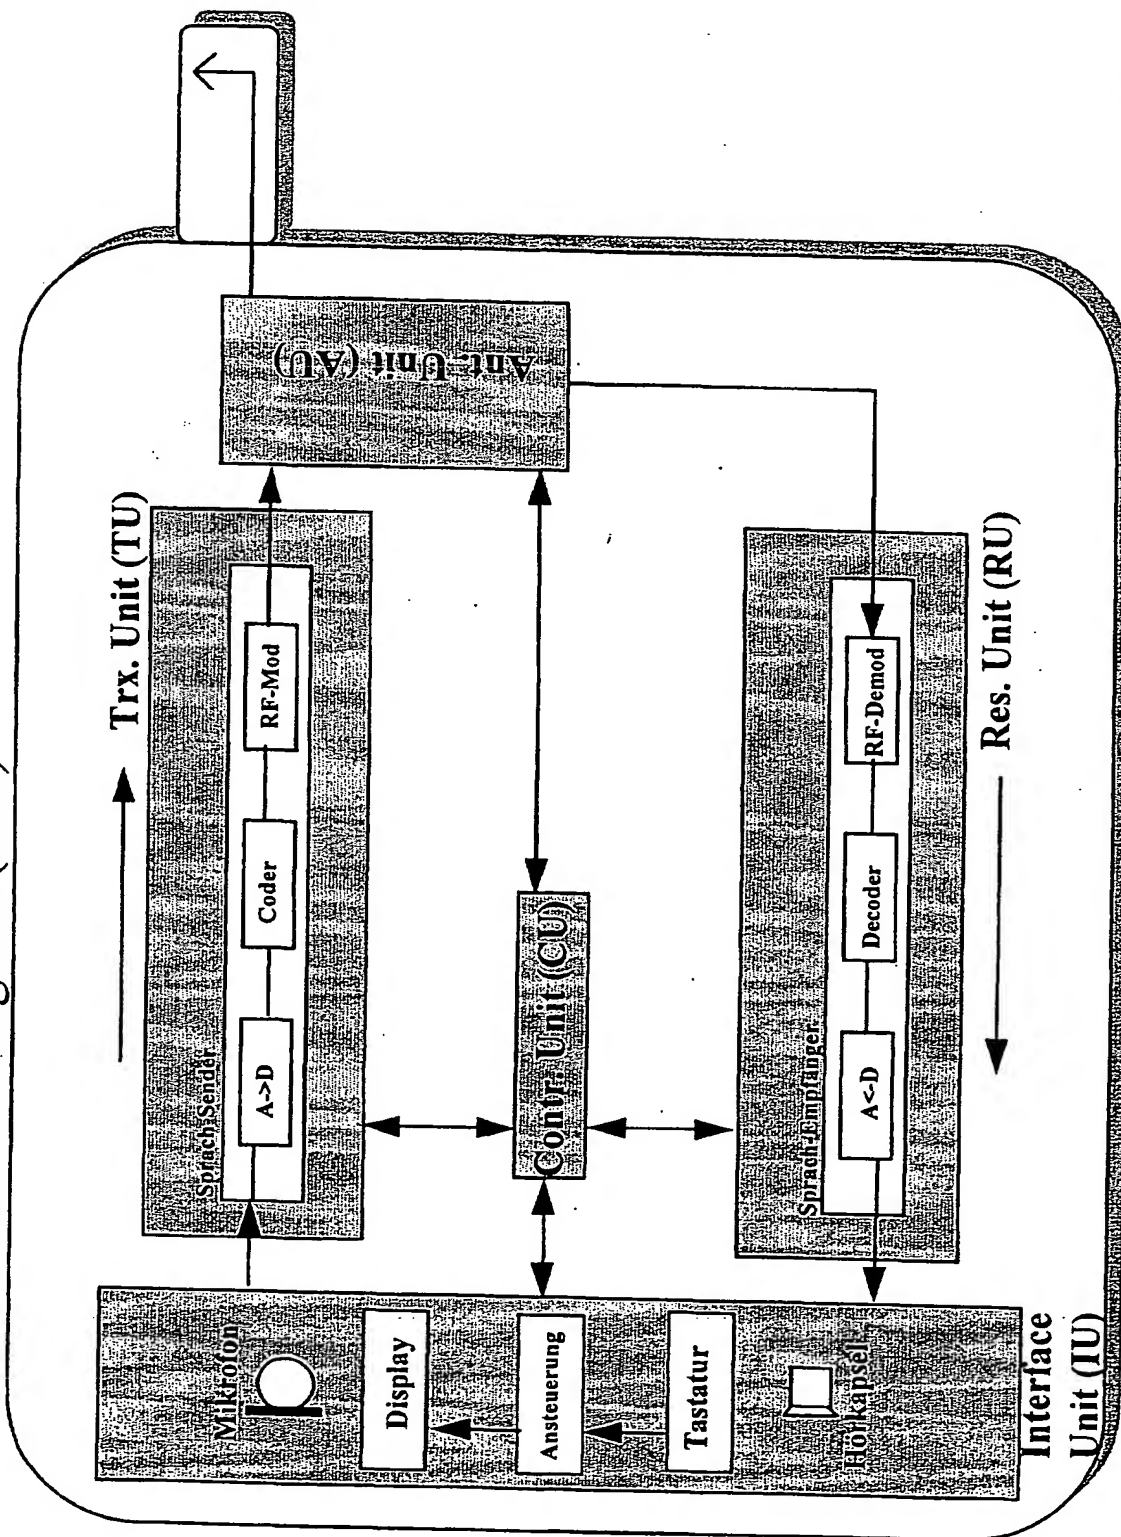 Trx. Unit (TU)
Sprach-Sender
A->D
Coder
RF-Mod
Ant. Unit (AU)
Contr. Unit (CU)
Mikrofon
Display
Ansteuerung
Tastatur
Hörkapsel
Interface
Unit (IU)
Sprach-Empfänger
A<-D
Decoder
RF-Demod
Res. Unit (RU)